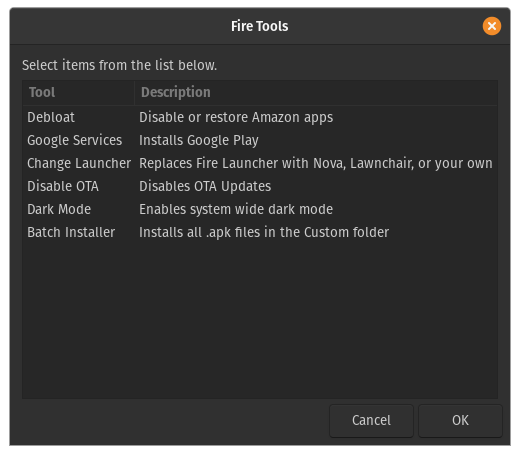 Fire Tools
Select items from the list below.
Tool Description
Debloat Disable or restore Amazon apps
Google Services Installs Google Play
Change Launcher Replaces Fire Launcher with Nova, Lawnchair, or your own
Disable OTA Disables OTA Updates
Dark Mode Enables system wide dark mode
Batch Installer Installs all .apk files in the Custom folder
Cancel OK